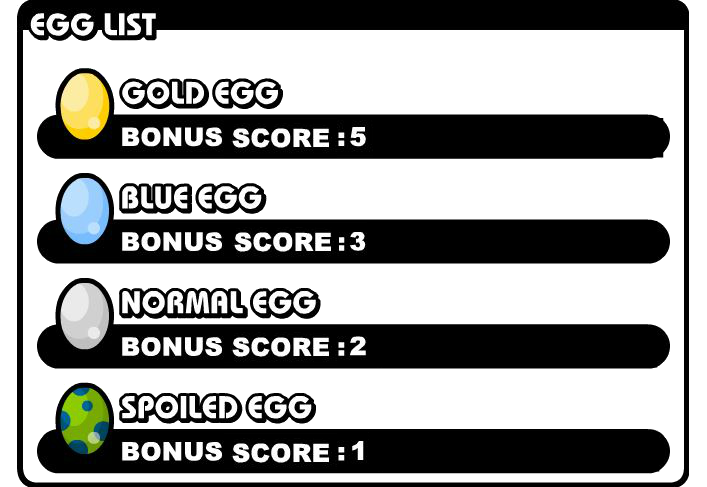 EGG LIST
GOLD EGG
BONUS SCORE : 5
BLUE EGG
BONUS SCORE : 3
NORMAL EGG
BONUS SCORE : 2
SPOILED EGG
BONUS SCORE : 1